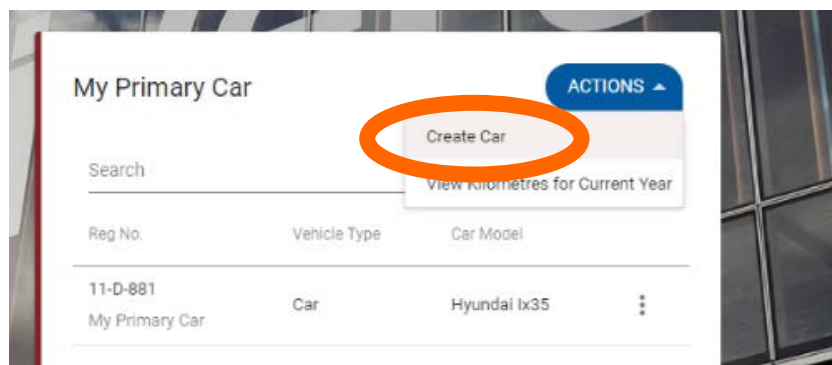 My Primary Car
ACTIONS
Create Car
Search
View Kilometres for Current Year
Reg No. Vehicle Type Car Model
11-D-881
My Primary Car
Car Hyundai Ix35